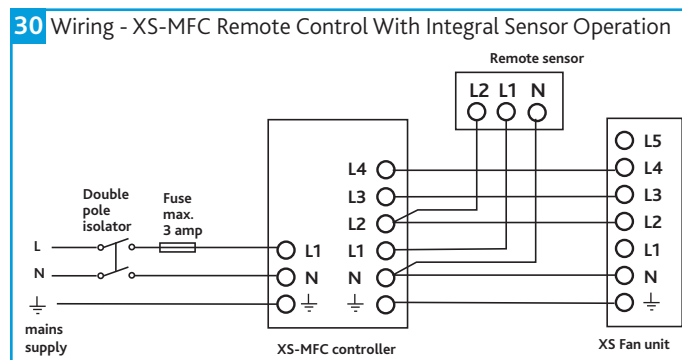 30 Wiring - XS-MFC Remote Control With Integral Sensor Operation
Remote sensor
L2 L1 N
L5
L4 L4
L3 L3
Double
pole
isolator
Fuse
max.
3 amp
L2 L2
L L1 L1 L1
N N N N
mains
supply
XS-MFC controller
XS Fan unit